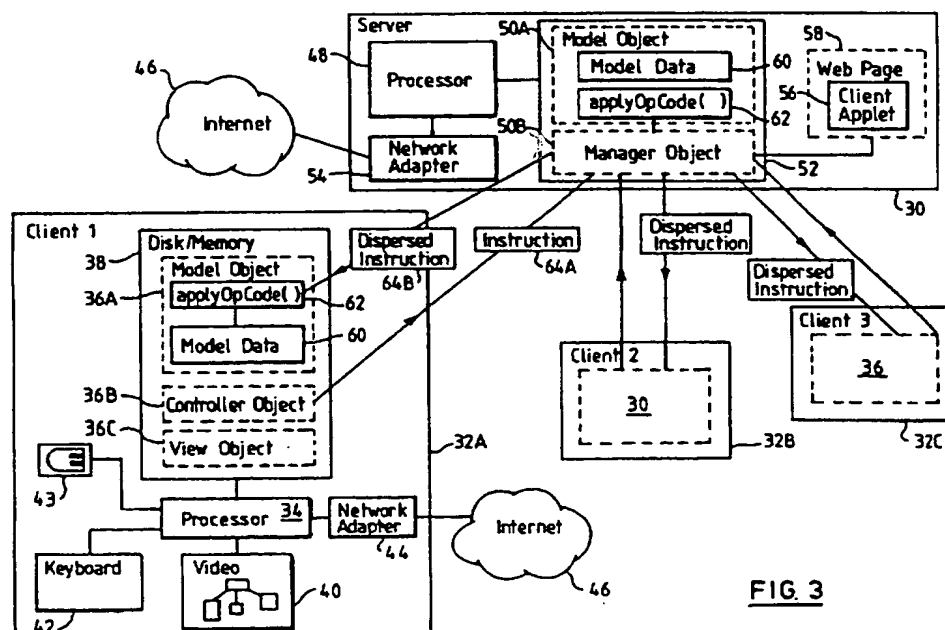 Server
50A
Model Object
Model Data
60
applyOpCode( )
62
58
Web Page
56
Client
Applet
48
Processor
46
Internet
50B
Manager Object
Network
Adapter
54
52
30
Client 1
38
Disk/Memory
Model Object
36A
applyOpCode( )
62
60
Model Data
36B
Controller Object
36C
View Object
Dispersed
Instruction
64B
Instruction
64A
Dispersed
Instruction
Dispersed
Instruction
Client 2
30
32B
Client 3
36
32C
32A
43
Processor 34
Network
Adapter
44
Internet
46
Keyboard
42
Video
40
FIG. 3